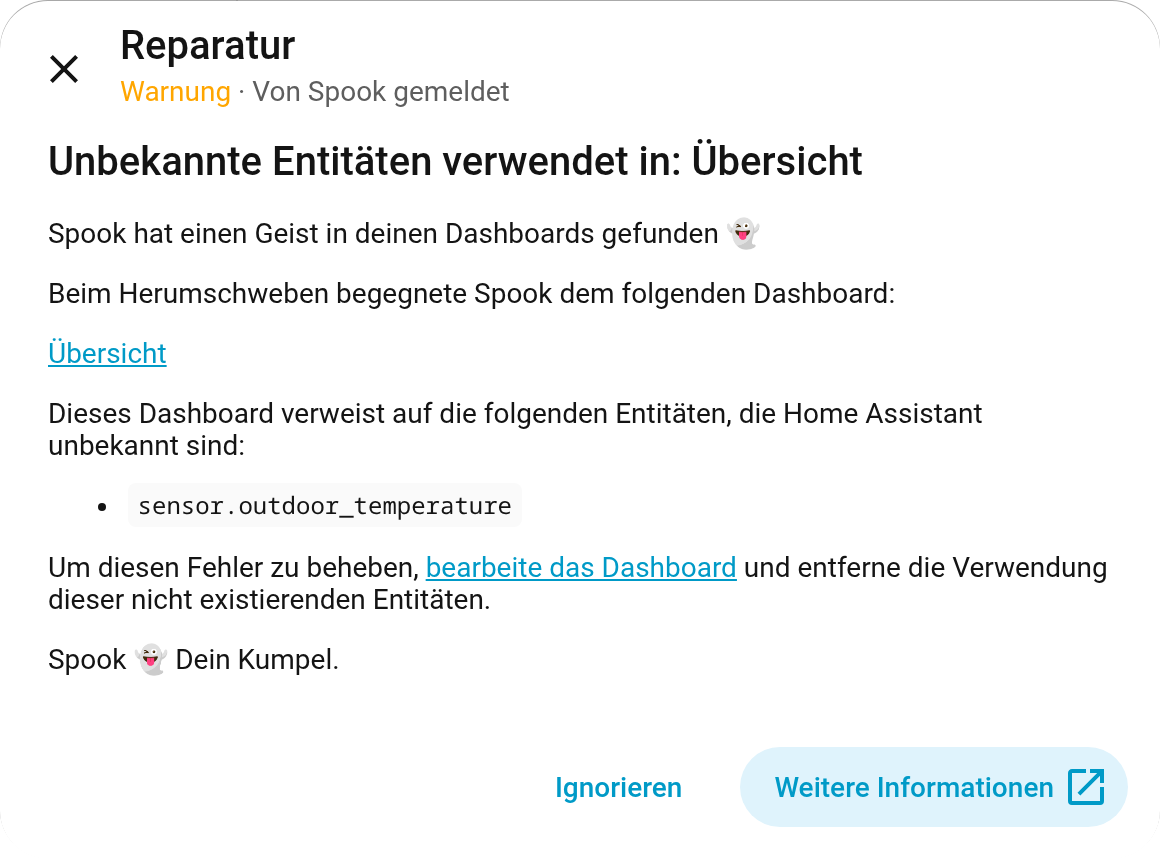 Reparatur
Warnung · Von Spook gemeldet
Unbekannte Entitäten verwendet in: Übersicht
Spook hat einen Geist in deinen Dashboards gefunden 👻
Beim Herumschweben begegnete Spook dem folgenden Dashboard:
Übersicht
Dieses Dashboard verweist auf die folgenden Entitäten, die Home Assistant
unbekannt sind:
• sensor.outdoor_temperature
Um diesen Fehler zu beheben, bearbeite das Dashboard und entferne die Verwendung
dieser nicht existierenden Entitäten.
Spook 👻 Dein Kumpel.
Ignorieren
Weitere Informationen